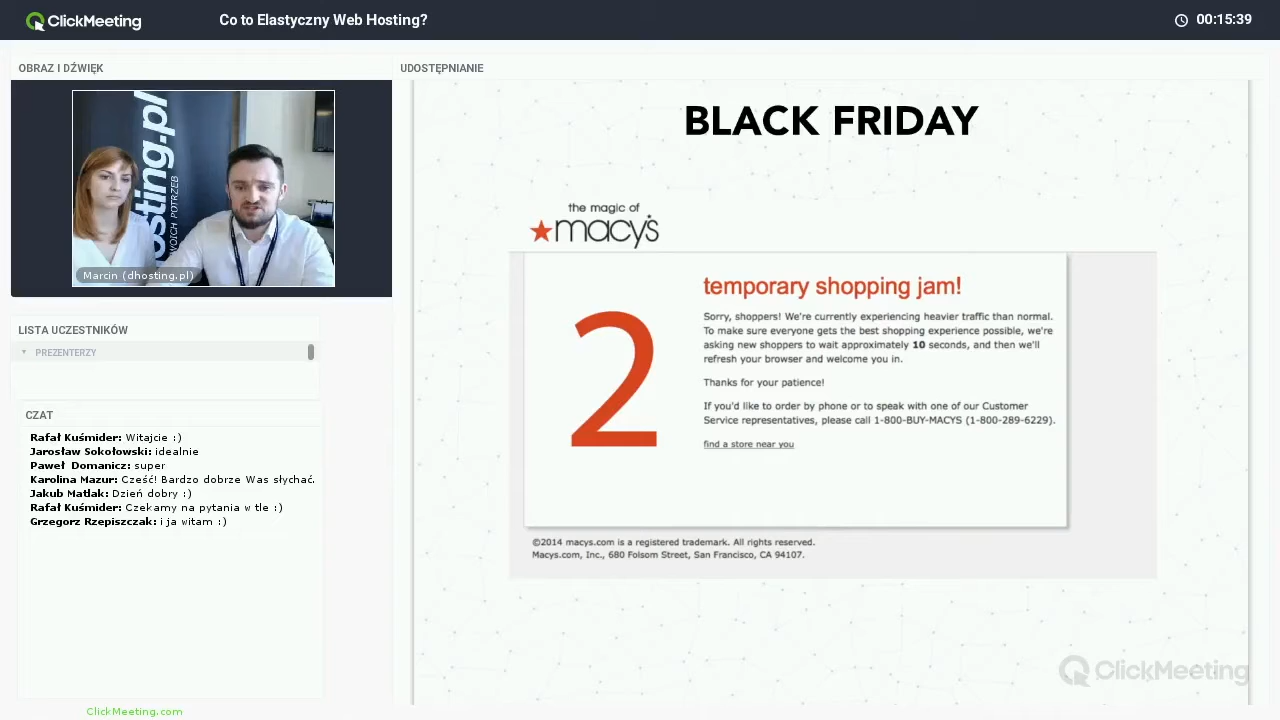 ClickMeeting
Co to Elastyczny Web Hosting?
00:15:39
OBRAZ I DŹWIĘK
hosting.pl
WOICH POTRZEB
Marcin (dhosting.pl)
LISTA UCZESTNIKÓW
PREZENTERZY
CZAT
Rafał Kuśmider: Witajcie :)
Jarosław Sokołowski: idealnie
Paweł Domanicz: super
Karolina Mazur: Cześć! Bardzo dobrze Was słychać.
Jakub Matlak: Dzień dobry :)
Rafał Kuśmider: Czekamy na pytania w tle :)
Grzegorz Rzepiszczak: i ja witam :)
ClickMeeting.com
UDOSTĘPNIANIE
BLACK FRIDAY
the magic of
macy's
2
temporary shopping jam!
Sorry, shoppers! We're currently experiencing heavier traffic than normal.
To make sure everyone gets the best shopping experience possible, we're
asking new shoppers to wait approximately 10 seconds, and then we'll
refresh your browser and welcome you in.
Thanks for your patience!
If you'd like to order by phone or to speak with one of our Customer
Service representatives, please call 1-800-BUY-MACYS (1-800-289-6229).
find a store near you
©2014 macys.com is a registered trademark. All rights reserved.
Macys.com, Inc., 680 Folsom Street, San Francisco, CA 94107.
ClickMeeting